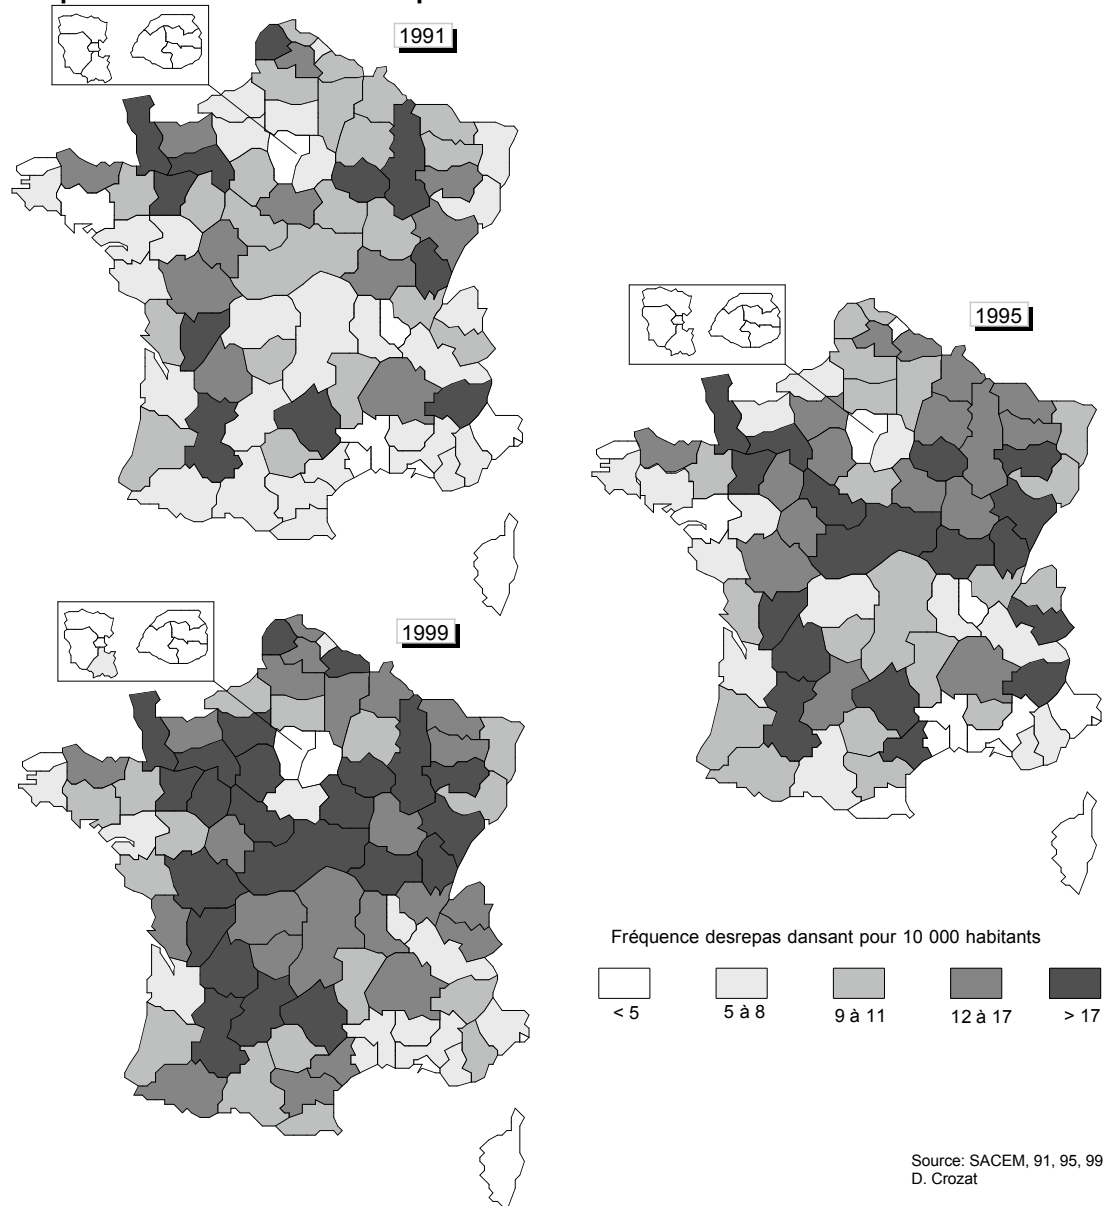 1991
1995
1999
Fréquence desrepas dansant pour 10 000 habitants
< 5
5 à 8
9 à 11
12 à 17
> 17
Source: SACEM, 91, 95, 99
D. Crozat